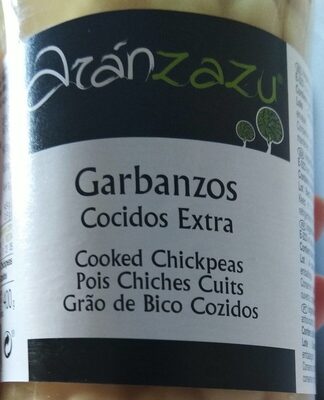 aránzazu
Garbanzos
Cocidos Extra
Cooked Chickpeas
Pois Chiches Cuits
Grão de Bico Cozidos